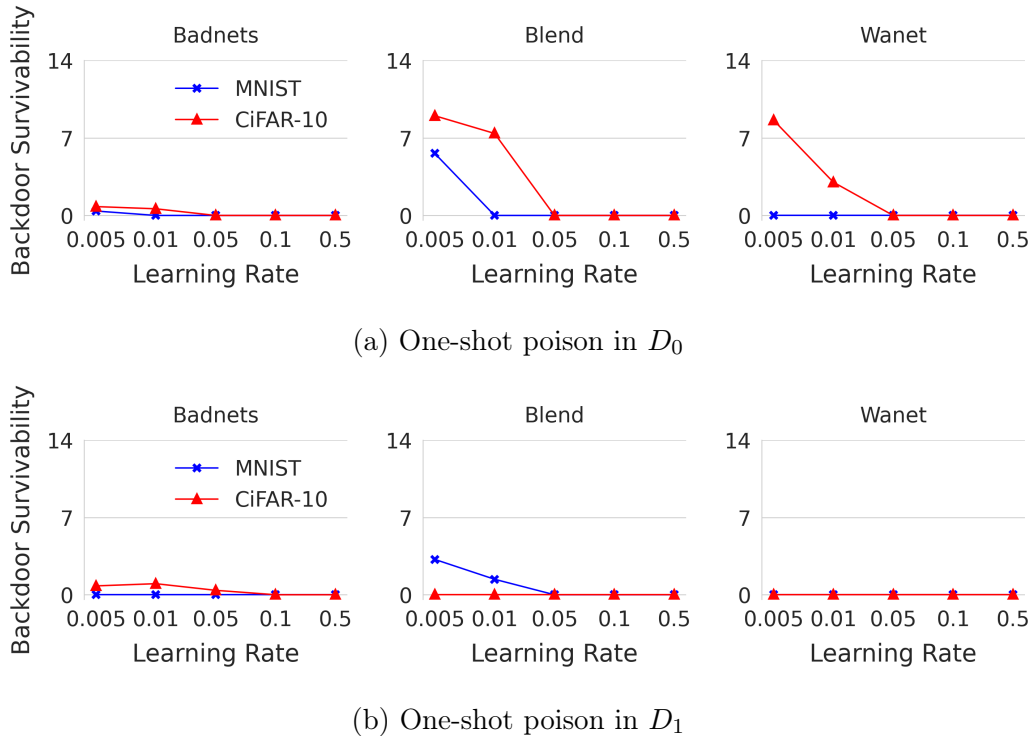 Badnets
Blend
Wanet
Backdoor Survivability
14
7
0
MNIST
CiFAR-10
0.005 0.01 0.05 0.1 0.5
Learning Rate
14
7
0
0.005 0.01 0.05 0.1 0.5
Learning Rate
14
7
0
0.005 0.01 0.05 0.1 0.5
Learning Rate
(a) One-shot poison in D₀
Badnets
Blend
Wanet
Backdoor Survivability
14
7
0
MNIST
CiFAR-10
0.005 0.01 0.05 0.1 0.5
Learning Rate
14
7
0
0.005 0.01 0.05 0.1 0.5
Learning Rate
14
7
0
0.005 0.01 0.05 0.1 0.5
Learning Rate
(b) One-shot poison in D₁